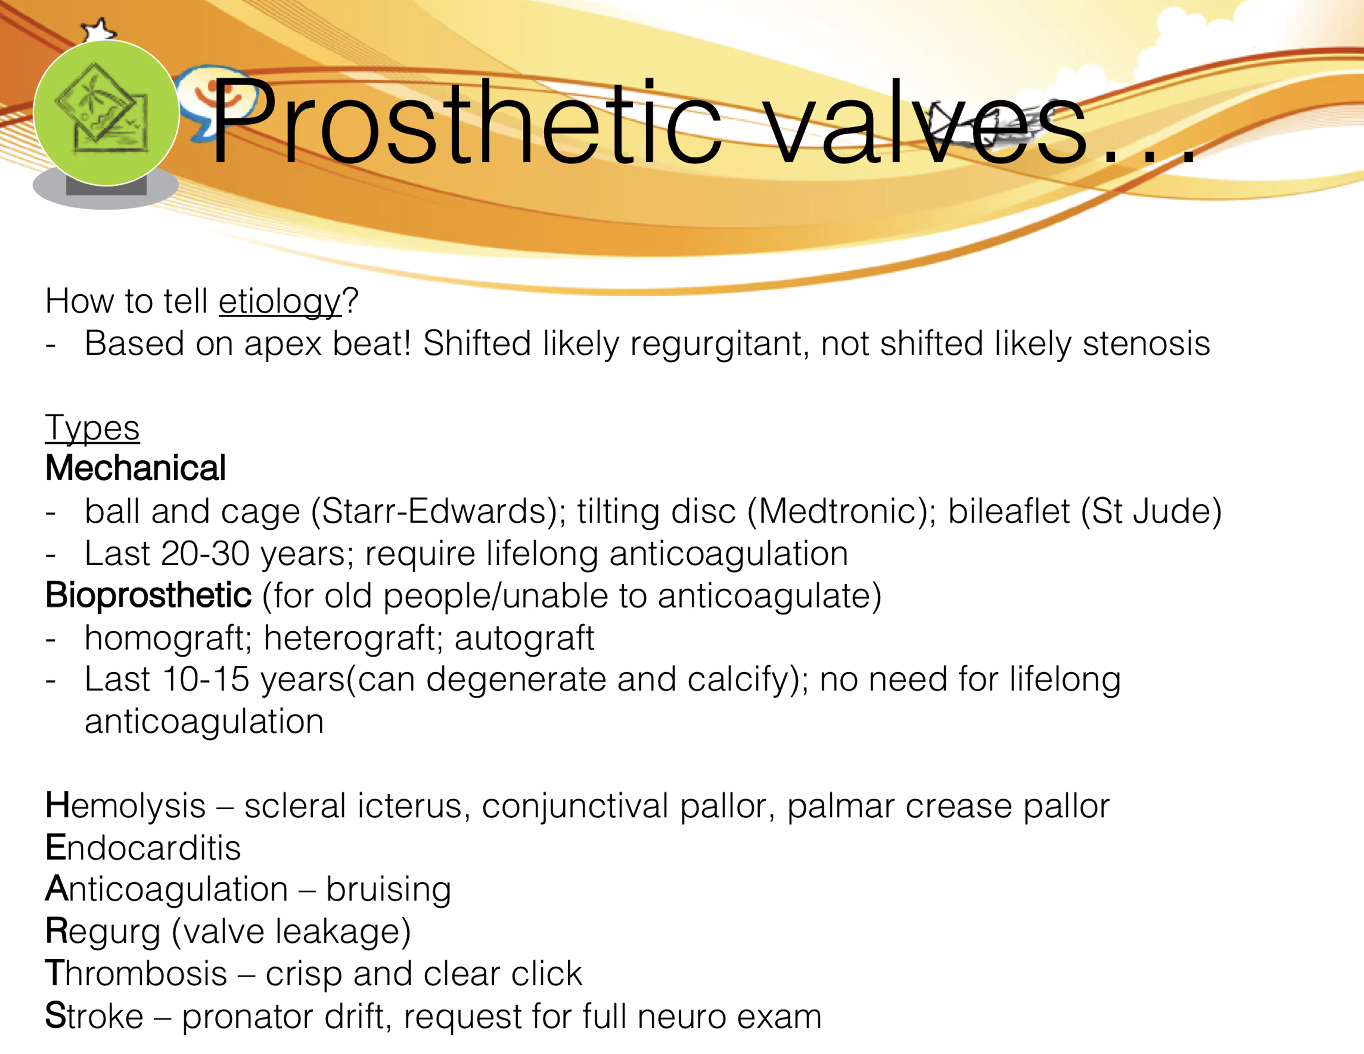 Prosthetic valves…
How to tell etiology?
- Based on apex beat! Shifted likely regurgitant, not shifted likely stenosis
Types
Mechanical
- ball and cage (Starr-Edwards); tilting disc (Medtronic); bileaflet (St Jude)
- Last 20-30 years; require lifelong anticoagulation
Bioprosthetic (for old people/unable to anticoagulate)
- homograft; heterograft; autograft
- Last 10-15 years(can degenerate and calcify); no need for lifelong
anticoagulation
Hemolysis – scleral icterus, conjunctival pallor, palmar crease pallor
Endocarditis
Anticoagulation – bruising
Regurg (valve leakage)
Thrombosis – crisp and clear click
Stroke – pronator drift, request for full neuro exam